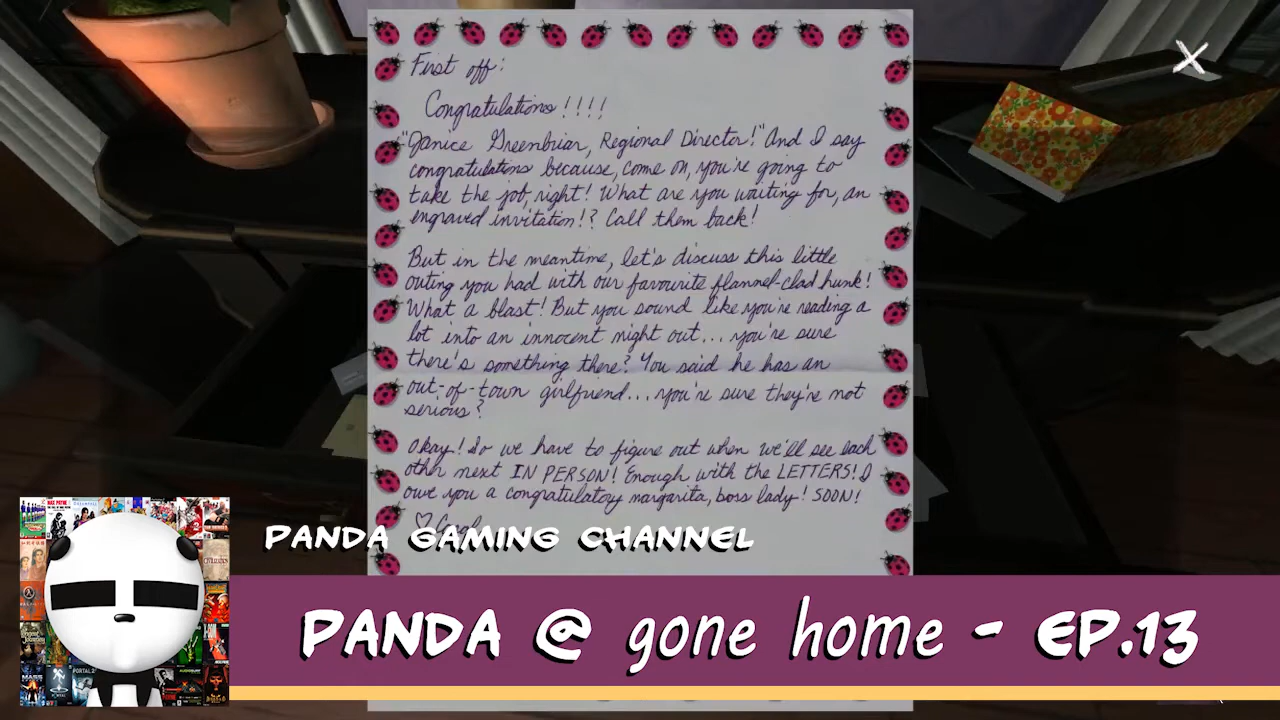 First off:
Congratulations!!!!
"Janice Greenbriar, Regional Director!" And I say
congratulations because, come on, you're going to
take the job, right! What are you waiting for, an
engraved invitation!? Call them back!
But in the meantime, let's discuss this little
outing you had with our favourite flannel-clad hunk!
What a blast! But you sound like you're reading a
lot into an innocent night out... you're sure
there's something there? You said he has an
out-of-town girlfriend... you're sure they're not
serious?
Okay! So we have to figure out when we'll see each
other next IN PERSON! Enough with the LETTERS! I
owe you a congratulatory margarita, boss lady! SOON!
PANDA GAMING CHANNEL
PANDA @ gone home - EP.13